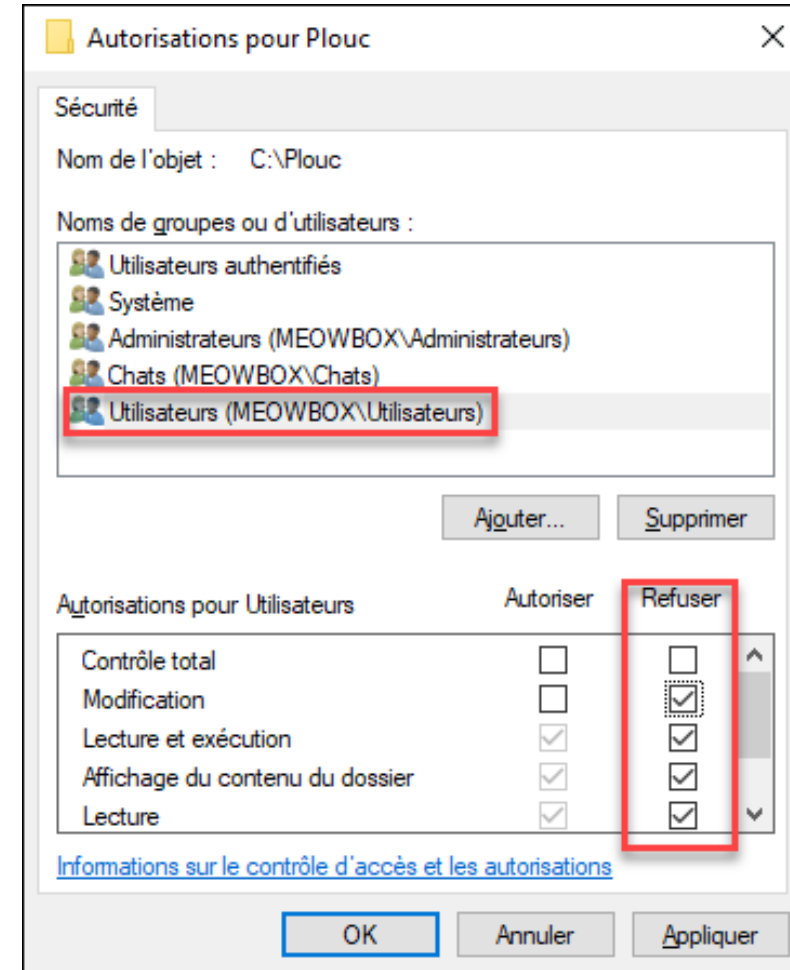 Autorisations pour Plouc
Sécurité
Nom de l'objet : C:\Plouc
Noms de groupes ou d'utilisateurs :
Utilisateurs authentifiés
Système
Administrateurs (MEOWBOX\Administrateurs)
Chats (MEOWBOX\Chats)
Utilisateurs (MEOWBOX\Utilisateurs)
Ajouter... Supprimer
Autorisations pour Utilisateurs Autoriser Refuser
Contrôle total
Modification
Lecture et exécution
Affichage du contenu du dossier
Lecture
Informations sur le contrôle d'accès et les autorisations
OK Annuler Appliquer